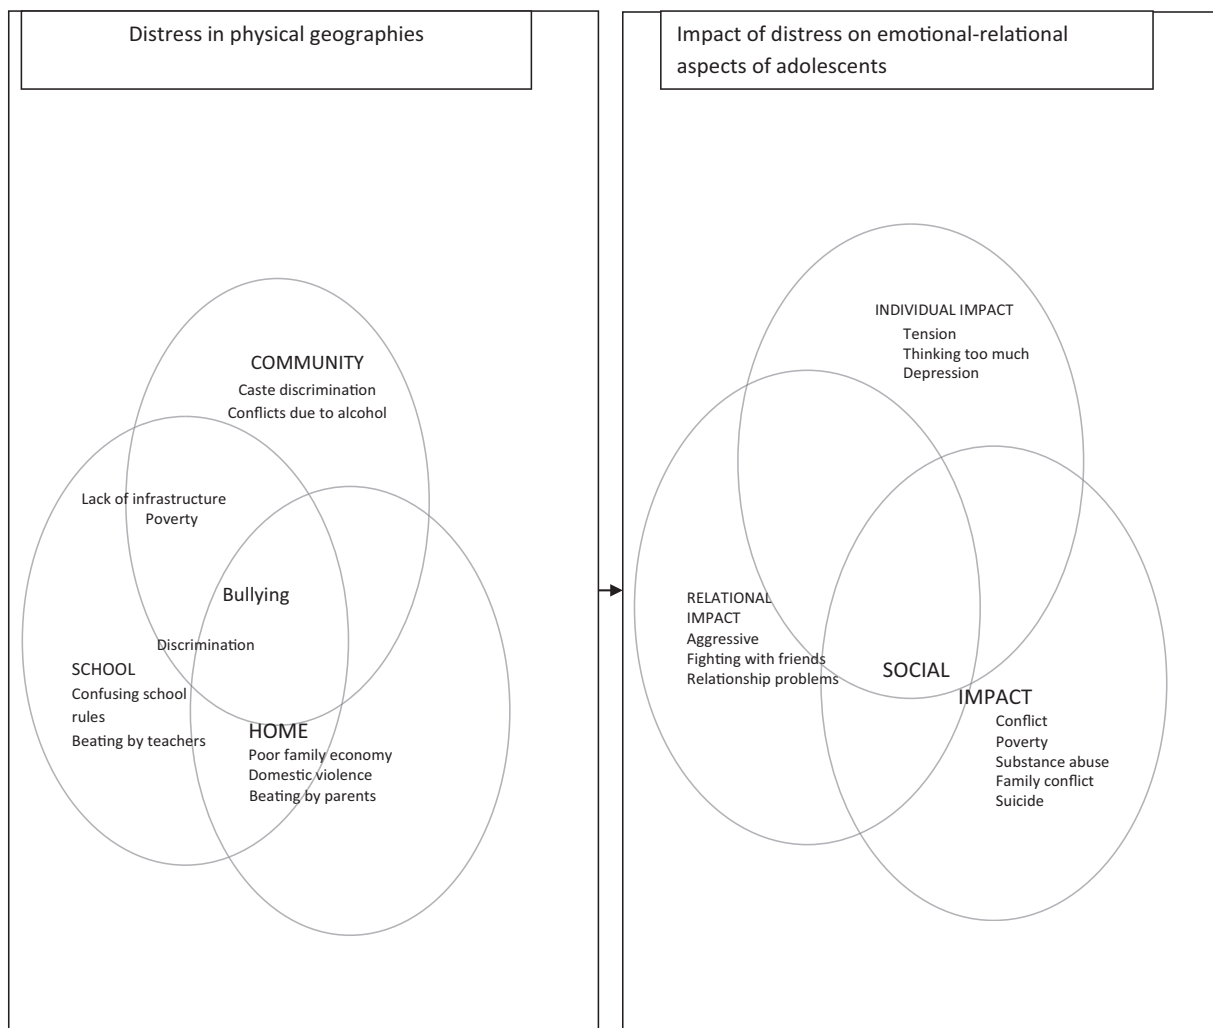 Distress in physical geographies
COMMUNITY
Caste discrimination
Conflicts due to alcohol
Lack of infrastructure
Poverty
Bullying
Discrimination
SCHOOL
Confusing school
rules
Beating by teachers
HOME
Poor family economy
Domestic violence
Beating by parents
Impact of distress on emotional-relational
aspects of adolescents
INDIVIDUAL IMPACT
Tension
Thinking too much
Depression
RELATIONAL
IMPACT
Aggressive
Fighting with friends
Relationship problems
SOCIAL
IMPACT
Conflict
Poverty
Substance abuse
Family conflict
Suicide